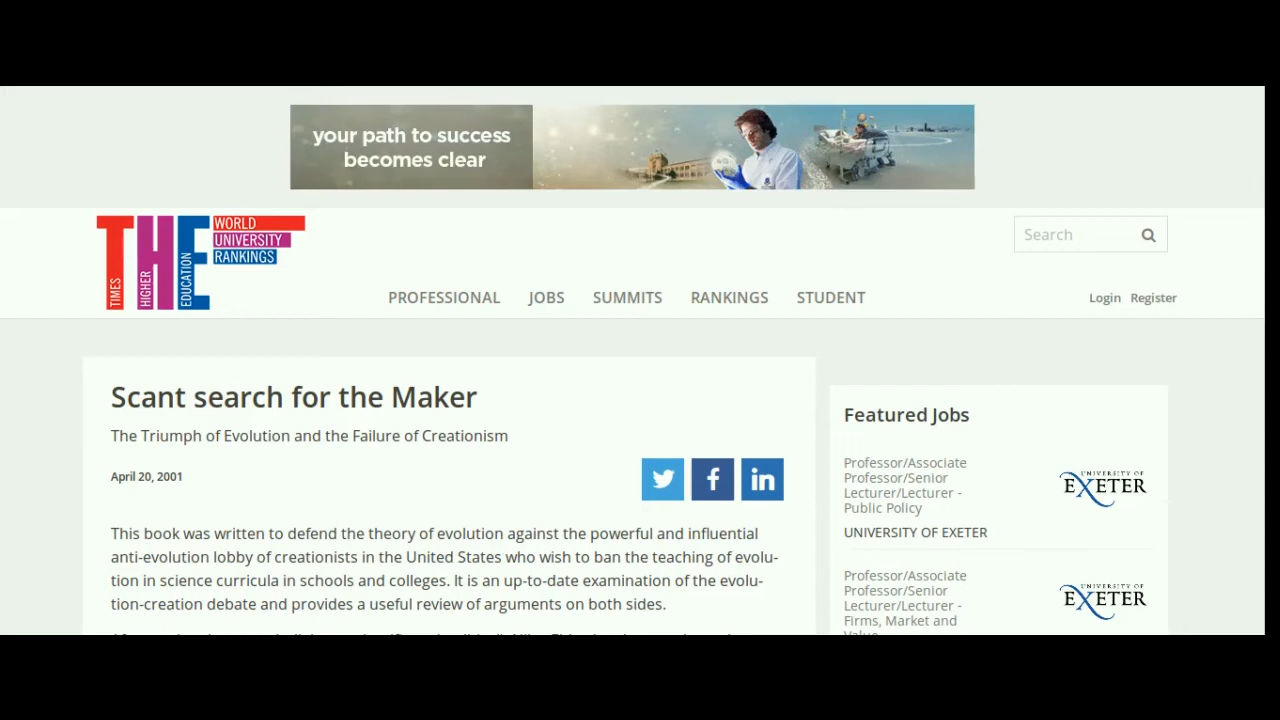 your path to success
becomes clear
TIMES
HIGHER
EDUCATION
WORLD
UNIVERSITY
RANKINGS
Search
PROFESSIONAL JOBS SUMMITS RANKINGS STUDENT
Login Register
Scant search for the Maker
The Triumph of Evolution and the Failure of Creationism
April 20, 2001
This book was written to defend the theory of evolution against the powerful and influential
anti-evolution lobby of creationists in the United States who wish to ban the teaching of evolu-
tion in science curricula in schools and colleges. It is an up-to-date examination of the evolu-
tion-creation debate and provides a useful review of arguments on both sides.
Featured Jobs
Professor/Associate
Professor/Senior
Lecturer/Lecturer -
Public Policy
UNIVERSITY OF
EXETER
UNIVERSITY OF EXETER
Professor/Associate
Professor/Senior
Lecturer/Lecturer -
Firms, Market and
UNIVERSITY OF
EXETER